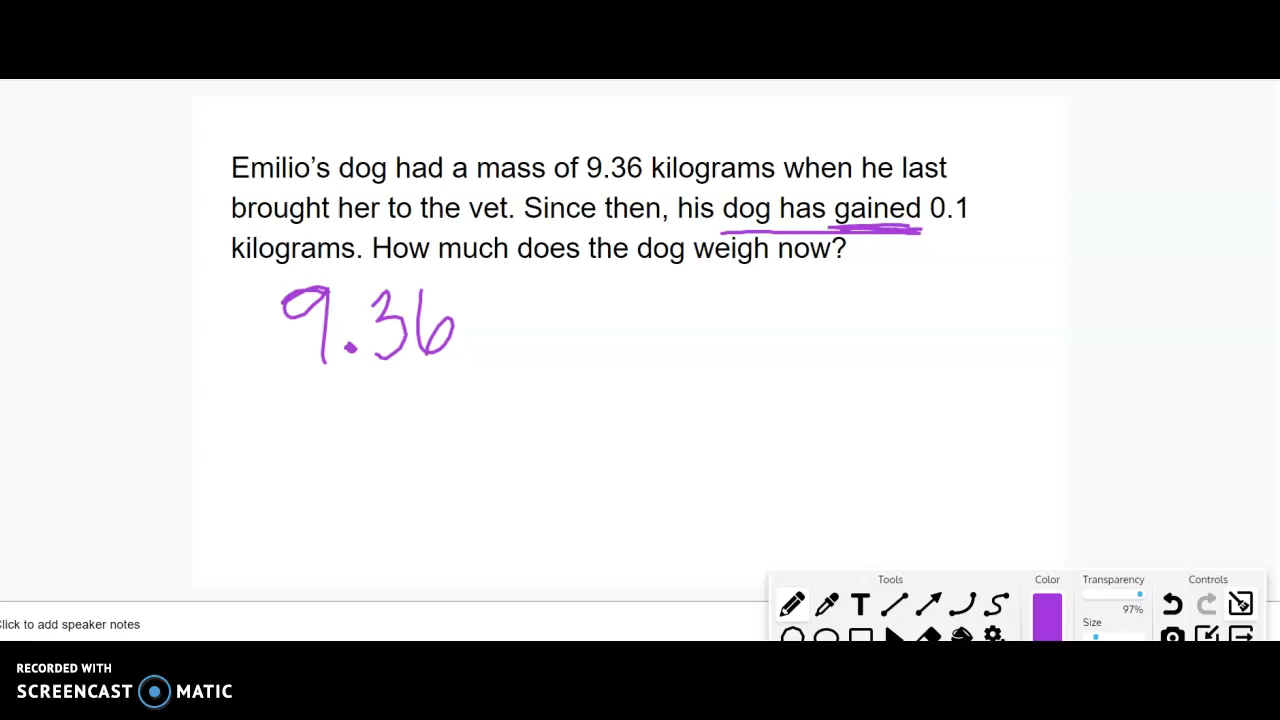 Emilio’s dog had a mass of 9.36 kilograms when he last
brought her to the vet. Since then, his dog has gained 0.1
kilograms. How much does the dog weigh now?
9.36
Tools
Color
Transparency
Controls
T
97%
Size
Click to add speaker notes
RECORDED WITH
SCREENCAST MATIC